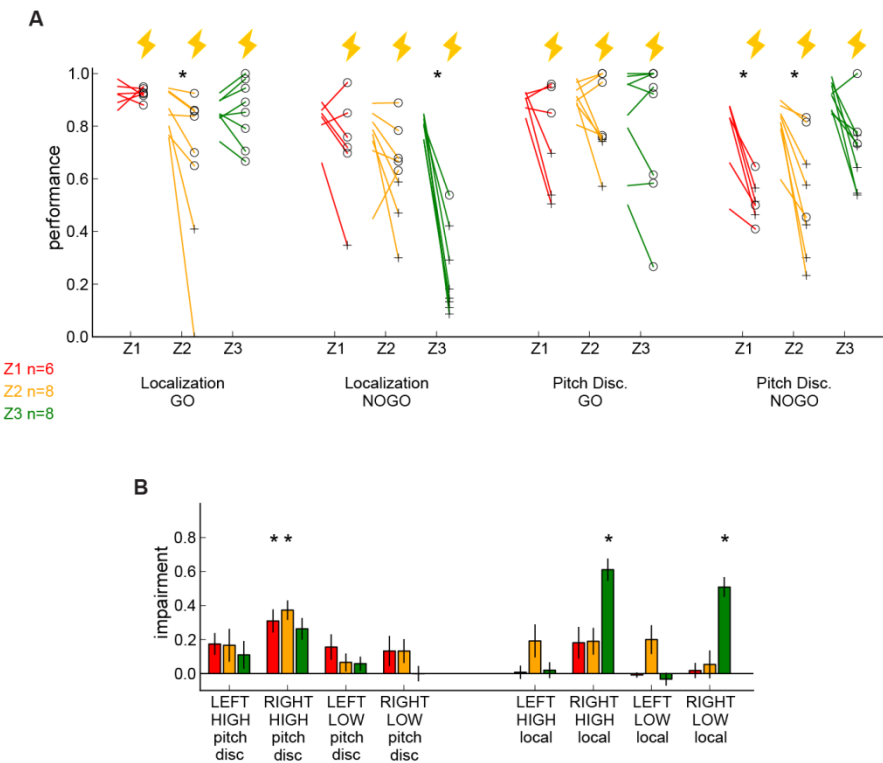 A
* * * *
performance
1.0
0.8
0.6
0.4
0.2
0.0
Z1 Z2 Z3 Z1 Z2 Z3 Z1 Z2 Z3 Z1 Z2 Z3
Z1 n=6
Z2 n=8
Z3 n=8
Localization
GO
Localization
NOGO
Pitch Disc.
GO
Pitch Disc.
NOGO
B
impairment
0.8
0.6
0.4
0.2
0.0
* * * *
LEFT
HIGH
pitch
disc
RIGHT
HIGH
pitch
disc
LEFT
LOW
pitch
disc
RIGHT
LOW
pitch
disc
LEFT
HIGH
local
RIGHT
HIGH
local
LEFT
LOW
local
RIGHT
LOW
local